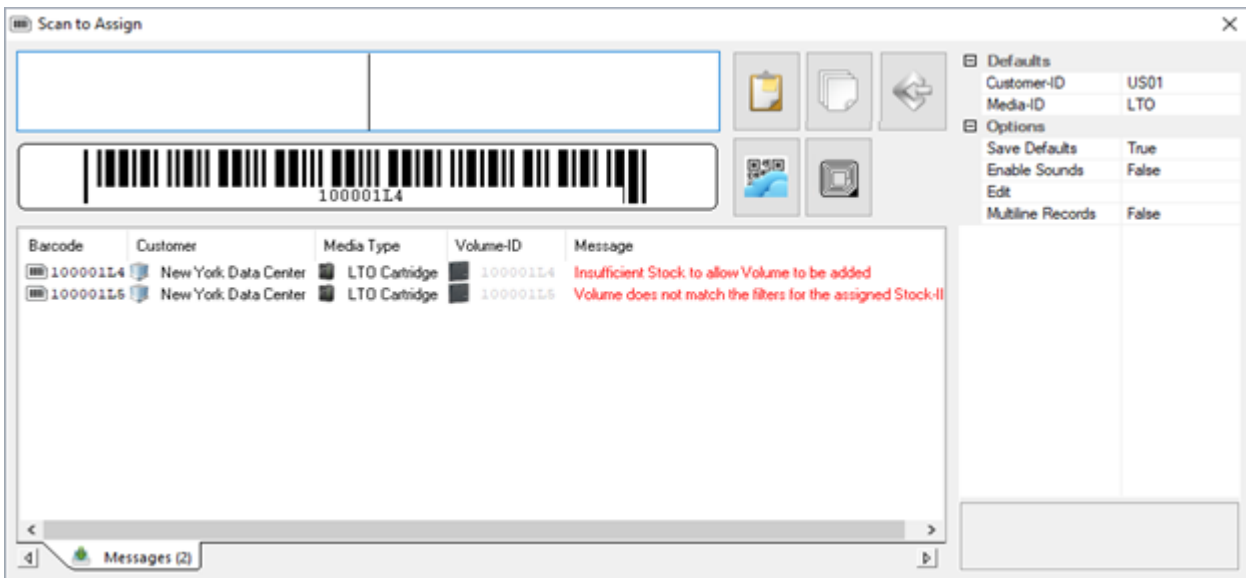 Scan to Assign
100001L4
Barcode Customer Media Type Volume-ID Message
100001L4 New York Data Center LTO Cartridge 100001L4 Insufficient Stock to allow Volume to be added
100001L5 New York Data Center LTO Cartridge 100001L5 Volume does not match the filters for the assigned Stock-II
Messages (2)
Defaults
Customer-ID US01
Media-ID LTO
Options
Save Defaults True
Enable Sounds False
Edit
Multiline Records False